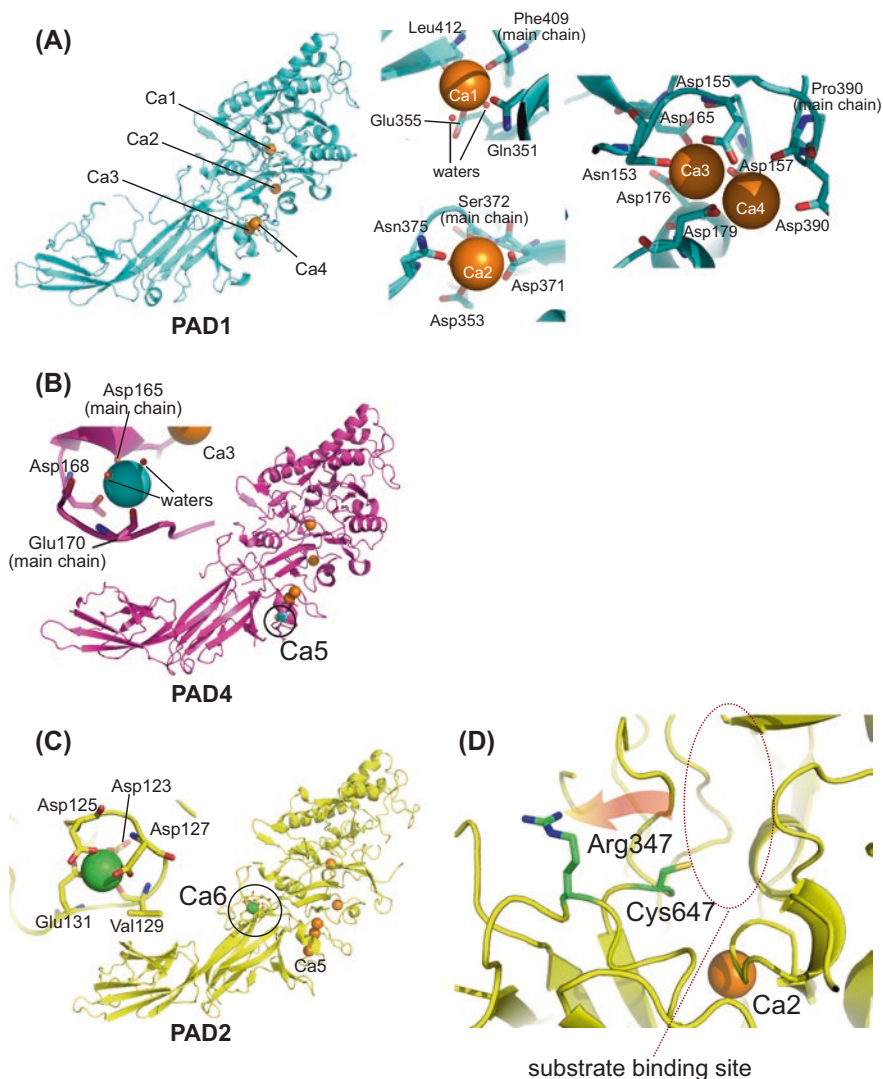 (A)
Ca1
Ca2
Ca3
Ca4
PAD1
Leu412
Phe409
(main chain)
Ca1
Glu355
waters
Gln351
Ser372
(main chain)
Asn375
Ca2
Asp371
Asp353
Asp155
Pro390
(main chain)
Asp165
Asn153
Ca3
Asp157
Asp176
Ca4
Asp179
Asp390
(B)
Asp165
(main chain)
Ca3
Asp168
waters
Glu170
(main chain)
Ca5
PAD4
(C)
Asp123
Asp125
Asp127
Glu131
Val129
Ca6
Ca5
PAD2
(D)
Arg347
Cys647
Ca2
substrate binding site